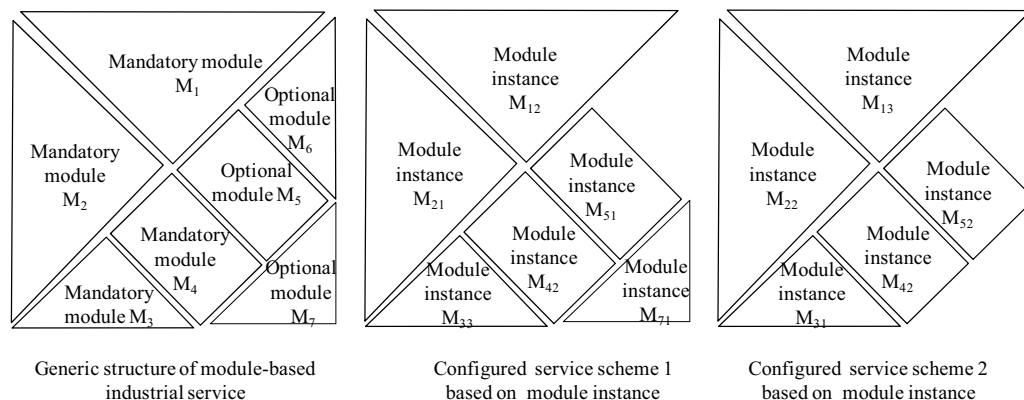 Mandatory module
M₁
Optional
module
M₆
Mandatory
module
M₂
Optional
module M₅
Mandatory
module
M₄
Mandatory
module M₃
Optional
module
M₇
Generic structure of module-based
industrial service
Module
instance
M₁₂
Module
instance
M₂₁
Module
instance
M₅₁
Module
instance
M₄₂
Module
instance
M₃₃
Module
instance
M₇₁
Configured service scheme 1
based on module instance
Module
instance
M₁₃
Module
instance
M₂₂
Module
instance
M₅₂
Module
instance
M₄₂
Module
instance
M₃₁
Configured service scheme 2
based on module instance